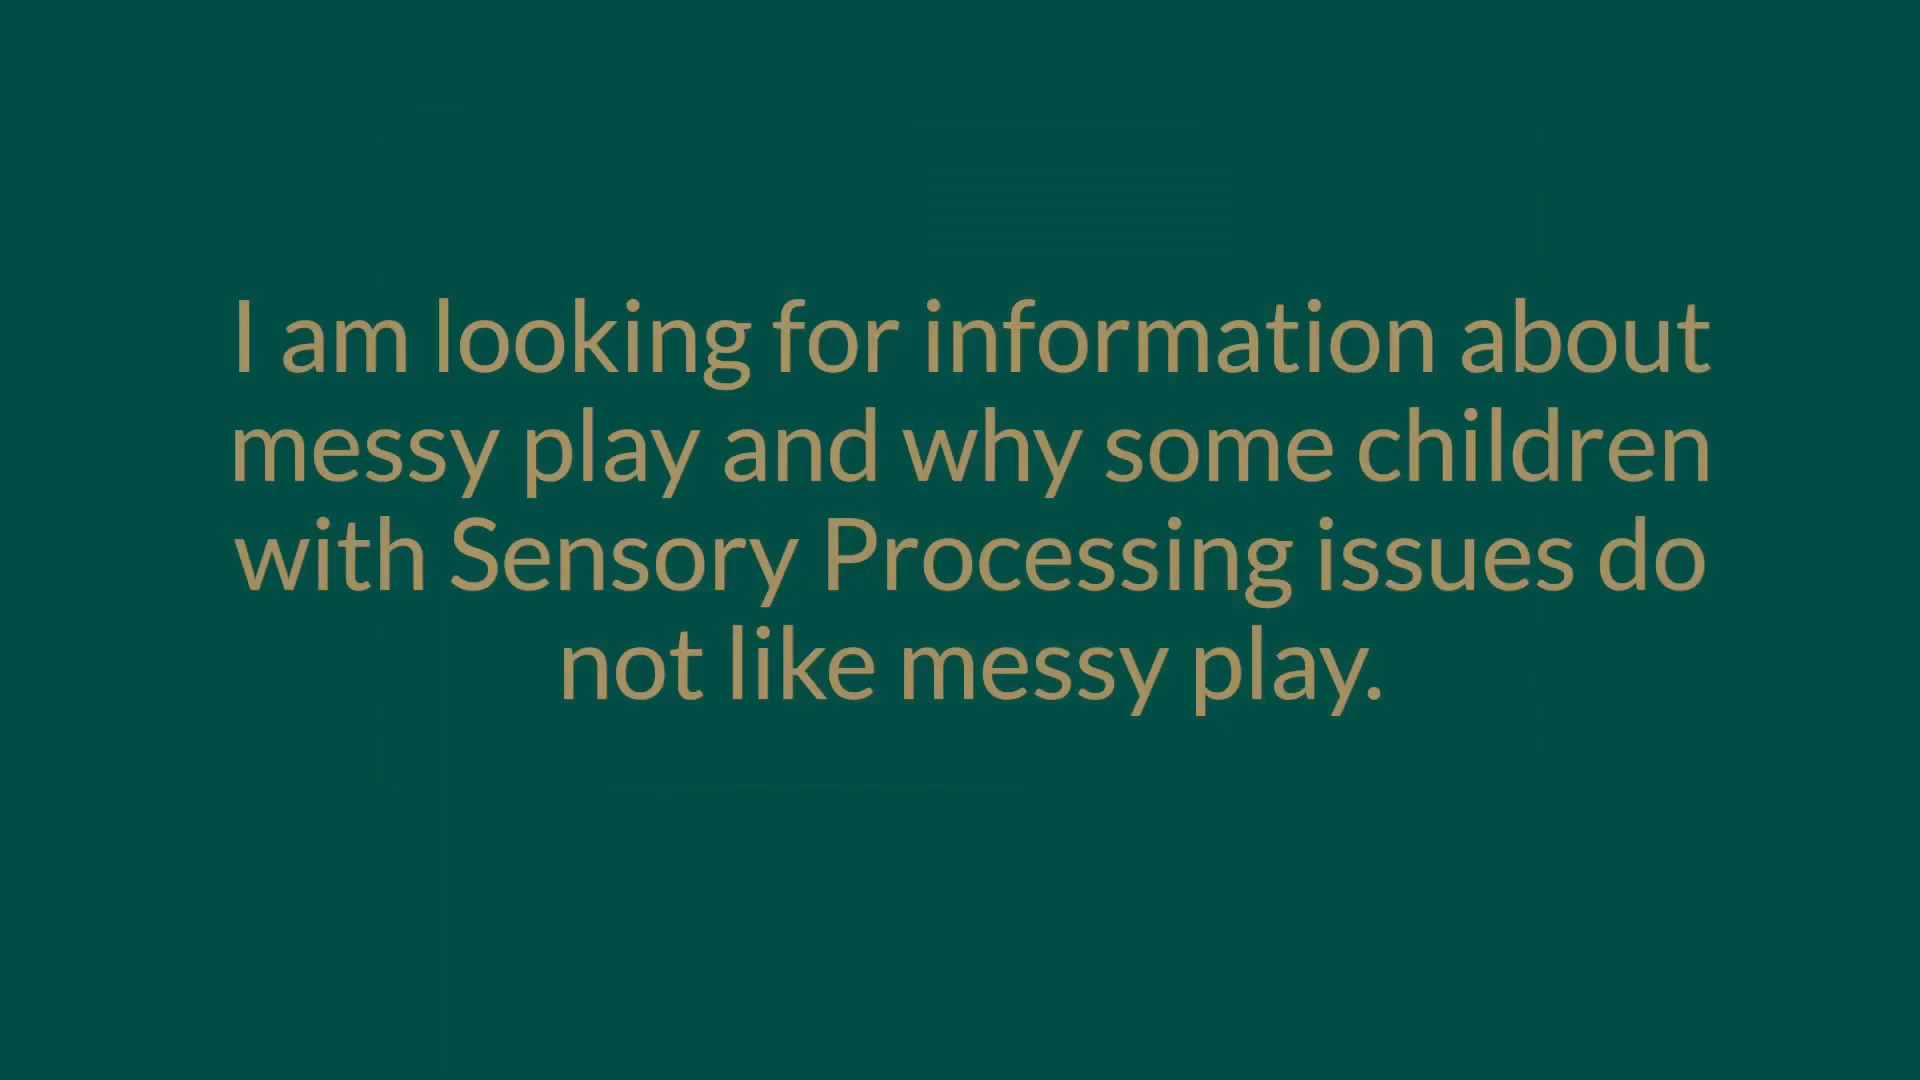 I am looking for information about
messy play and why some children
with Sensory Processing issues do
not like messy play.